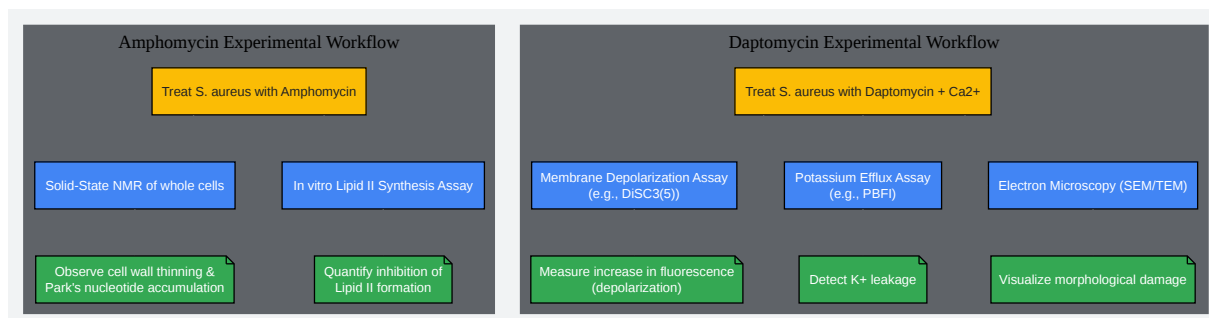 Amphomycin Experimental Workflow
Treat S. aureus with Amphomycin
Solid-State NMR of whole cells
In vitro Lipid II Synthesis Assay
Observe cell wall thinning &
Park's nucleotide accumulation
Quantify inhibition of
Lipid II formation
Daptomycin Experimental Workflow
Treat S. aureus with Daptomycin + Ca2+
Membrane Depolarization Assay
(e.g., DiSC3(5))
Potassium Efflux Assay
(e.g., PBFI)
Electron Microscopy (SEM/TEM)
Measure increase in fluorescence
(depolarization)
Detect K+ leakage
Visualize morphological damage